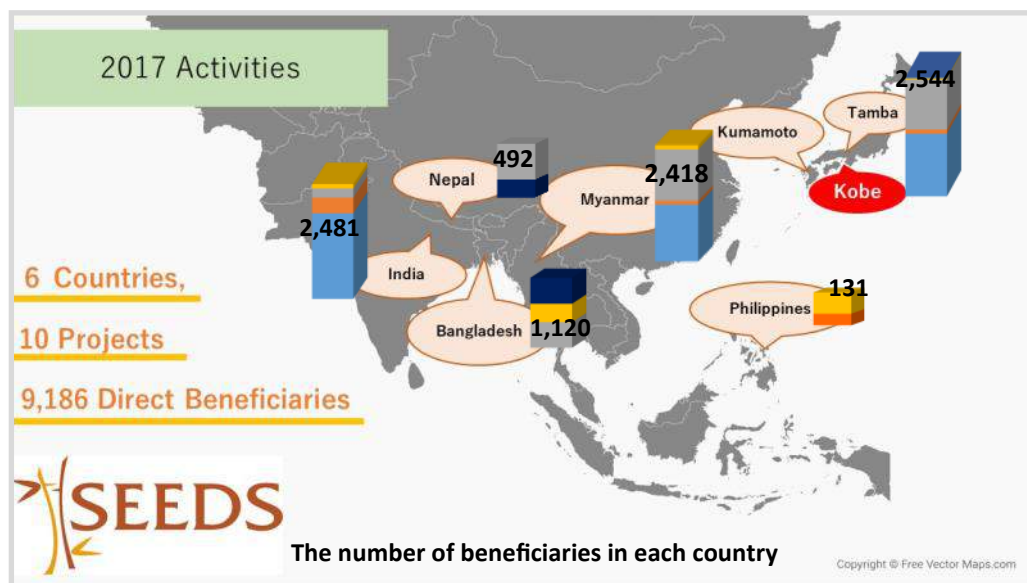 2017 Activities
2,544
Tamba
Kumamoto
492
2,418
Nepal
Myanmar
Kobe
2,481
6 Countries,
India
131
Philippines
Bangladesh
1,120
10 Projects
9,186 Direct Beneficiaries
SEEDS
The number of beneficiaries in each country
Copyright © Free Vector Maps.com